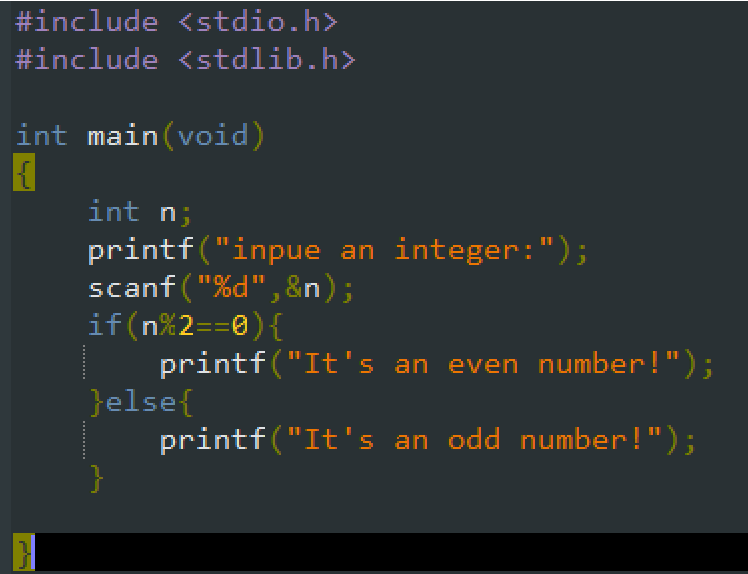 #include <stdio.h>
#include <stdlib.h>
int main(void)
{
int n;
printf("inpue an integer:");
scanf("%d",&n);
if(n%2==0){
printf("It's an even number!");
}else{
printf("It's an odd number!");
}
}